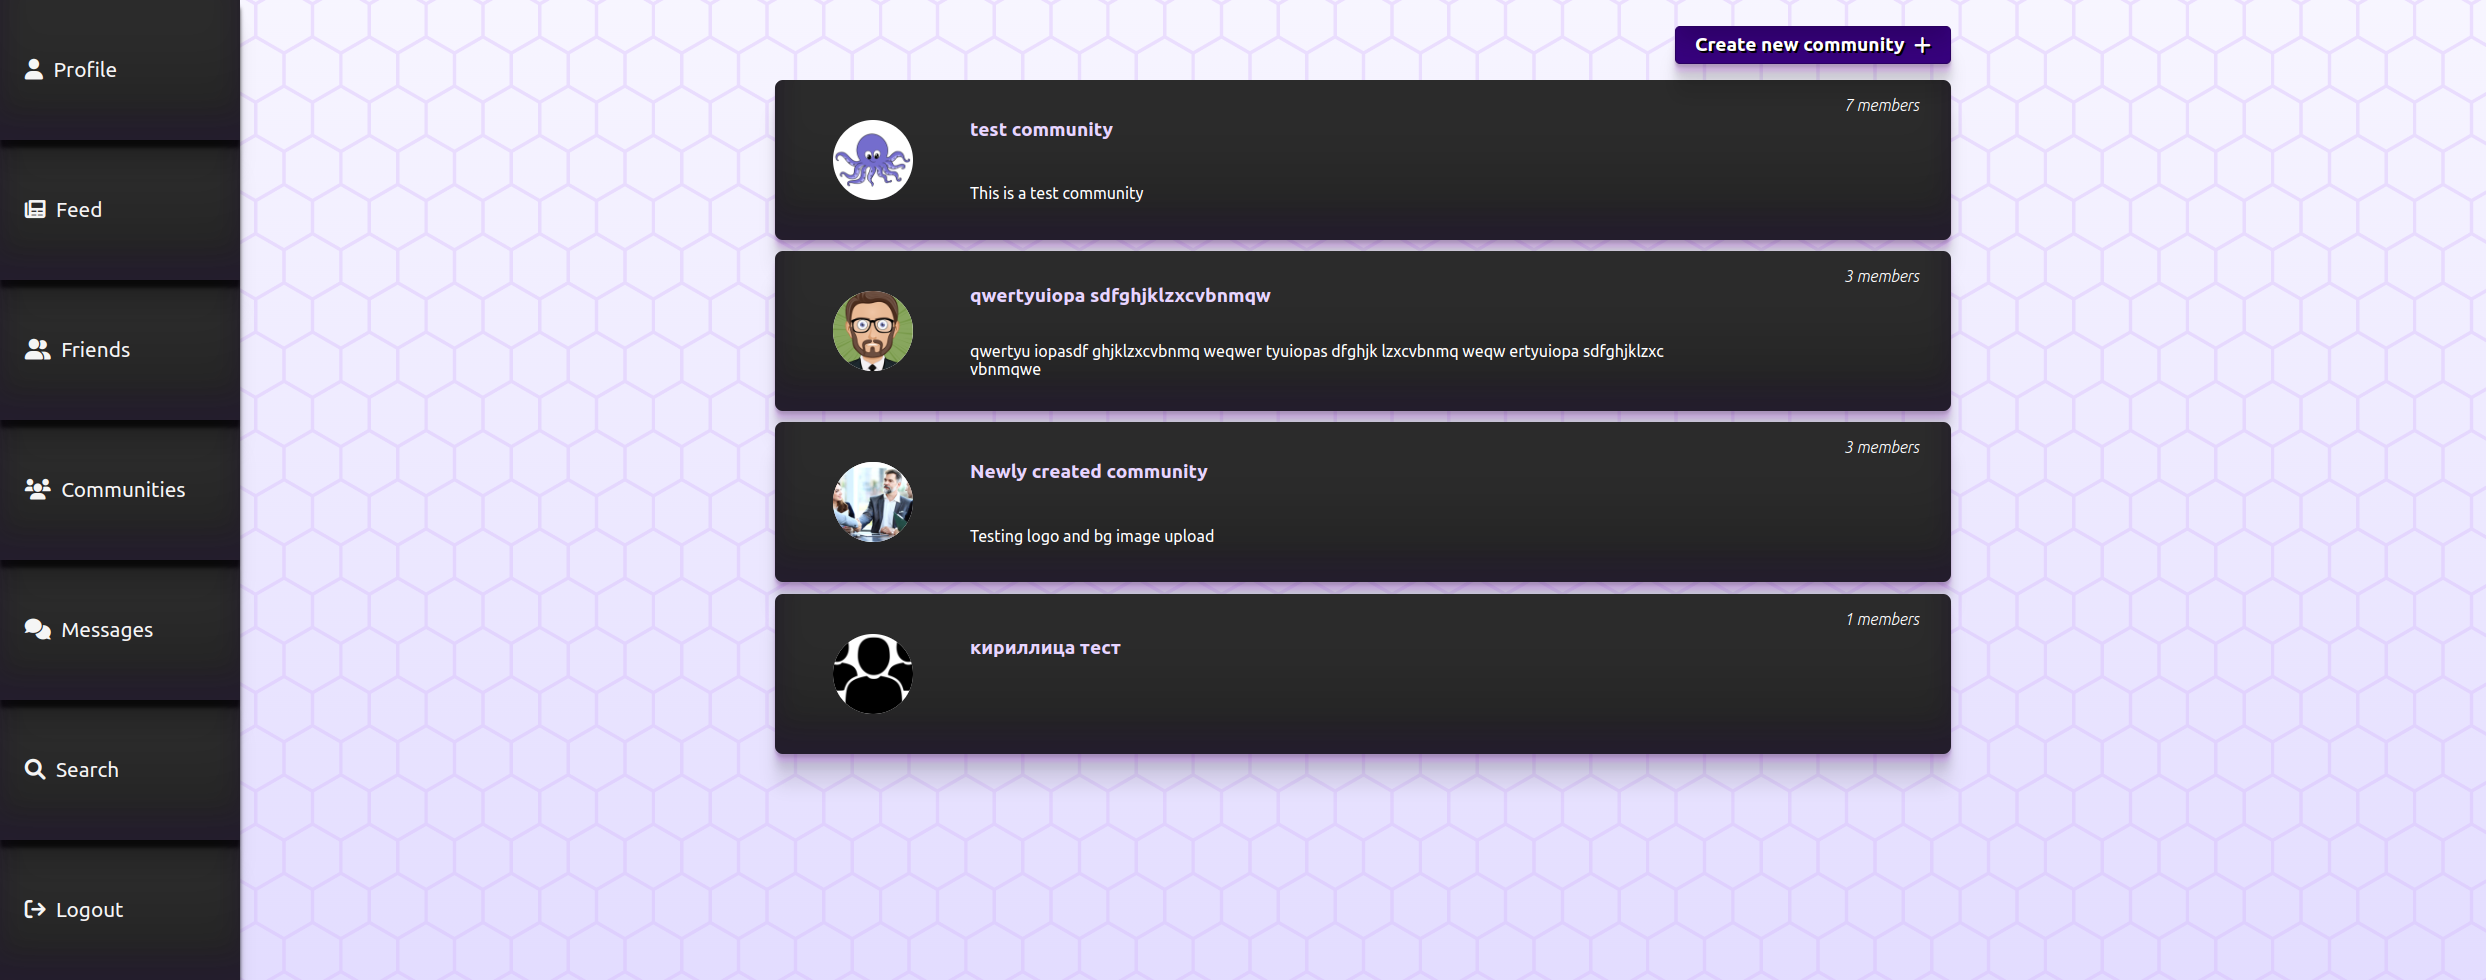 Profile
Feed
Friends
Communities
Messages
Search
Logout
Create new community
7 members
test community
This is a test community
3 members
qwertyuiopa sdfghjklzxcvbnmqw
qwertyu iopasdf ghjklzxcvbnmq weqwer tyuiopas dfghjk lzxcvbnmq weqw ertyuiopa sdfghjklzxc
vbnmqwe
3 members
Newly created community
Testing logo and bg image upload
1 members
кириллица тест